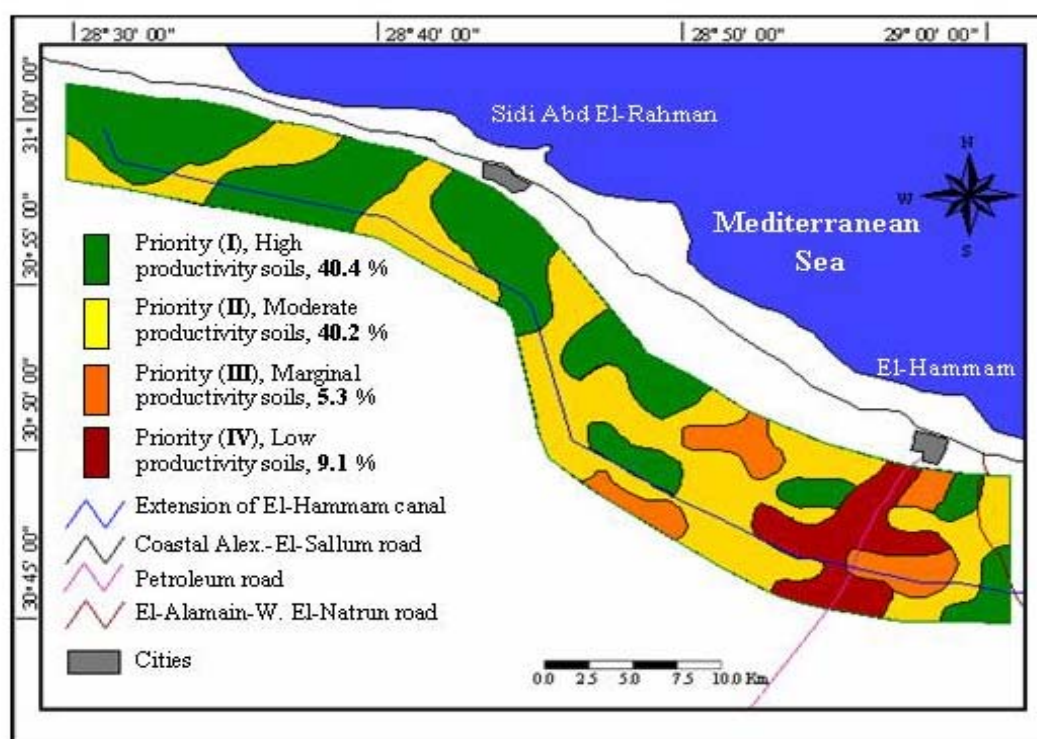 28° 30' 00"
28° 40' 00"
28° 50' 00"
29° 00' 00"
31° 00' 00"
30° 55' 00"
30° 50' 00"
30° 45' 00"
Sidi Abd El-Rahman
N
W
S
Mediterranean
Sea
El-Hammam
Priority (I), High
productivity soils, 40.4 %
Priority (II), Moderate
productivity soils, 40.2 %
Priority (III), Marginal
productivity soils, 5.3 %
Priority (IV), Low
productivity soils, 9.1 %
Extension of El-Hammam canal
Coastal Alex.-El-Sallum road
Petroleum road
El-Alamain-W. El-Natrun road
Cities
0.0 2.5 5.0 7.5 10.0 Km